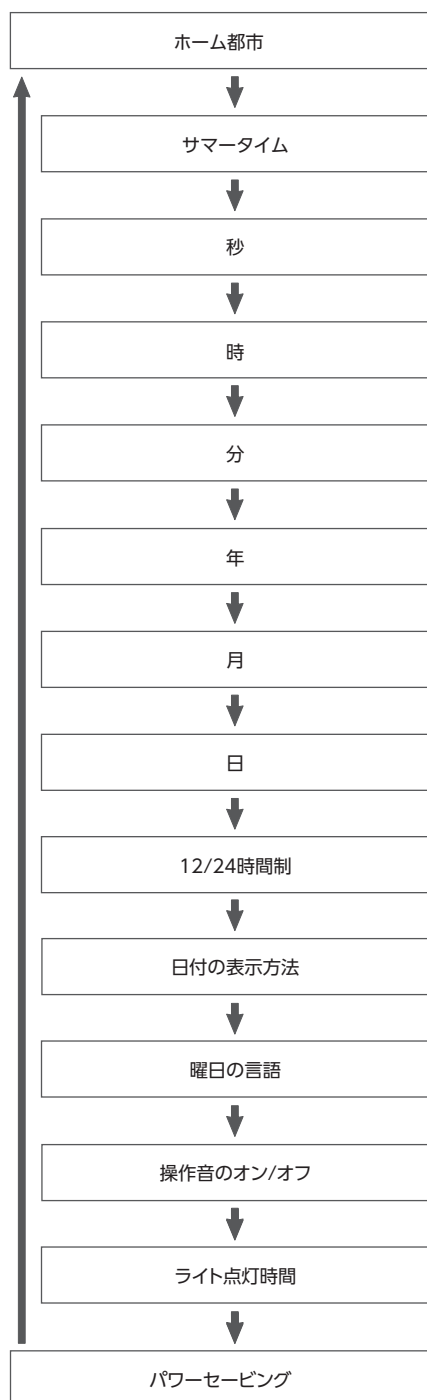 ホーム都市
サマータイム
秒
時
分
年
月
日
12/24時間制
日付の表示方法
曜日の言語
操作音のオン/オフ
ライト点灯時間
パワーセービング